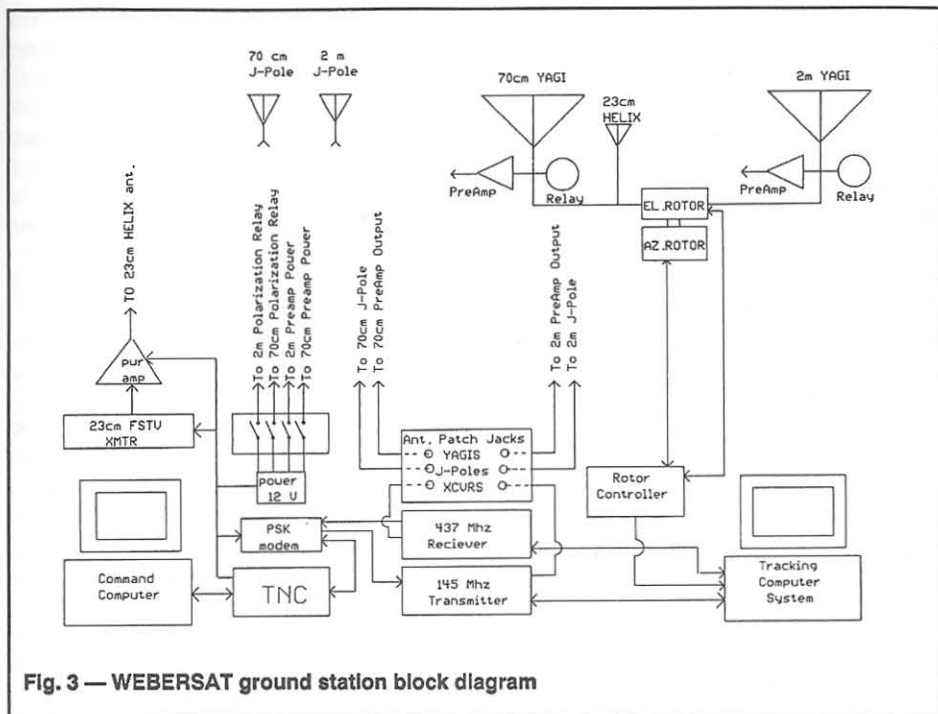 70 cm
J-Pole
2 m
J-Pole
70cm YAGI
23cm
HELIX
2m YAGI
PreAmp
Relay
PreAmp
Relay
EL.ROTOR
AZ.ROTOR
TO 23cm HELIX ant.
To 2m Polarization Relay
To 70cm Polarization Relay
To 2m Preamp Power
To 70cm Preamp Power
To 70cm J-Pole
To 70cm PreAmp Output
To 2m PreAmp Output
To 2m J-Pole
pwr
amp
23cm FSTV
XMTR
power
12 V
Ant. Patch Jacks
YAGIS
J-Poles
XCVRS
Rotor
Controller
PSK
modem
437 Mhz
Reciever
Command
Computer
TNC
145 Mhz
Transmitter
Tracking
Computer
System
Fig. 3 — WEBERSAT ground station block diagram